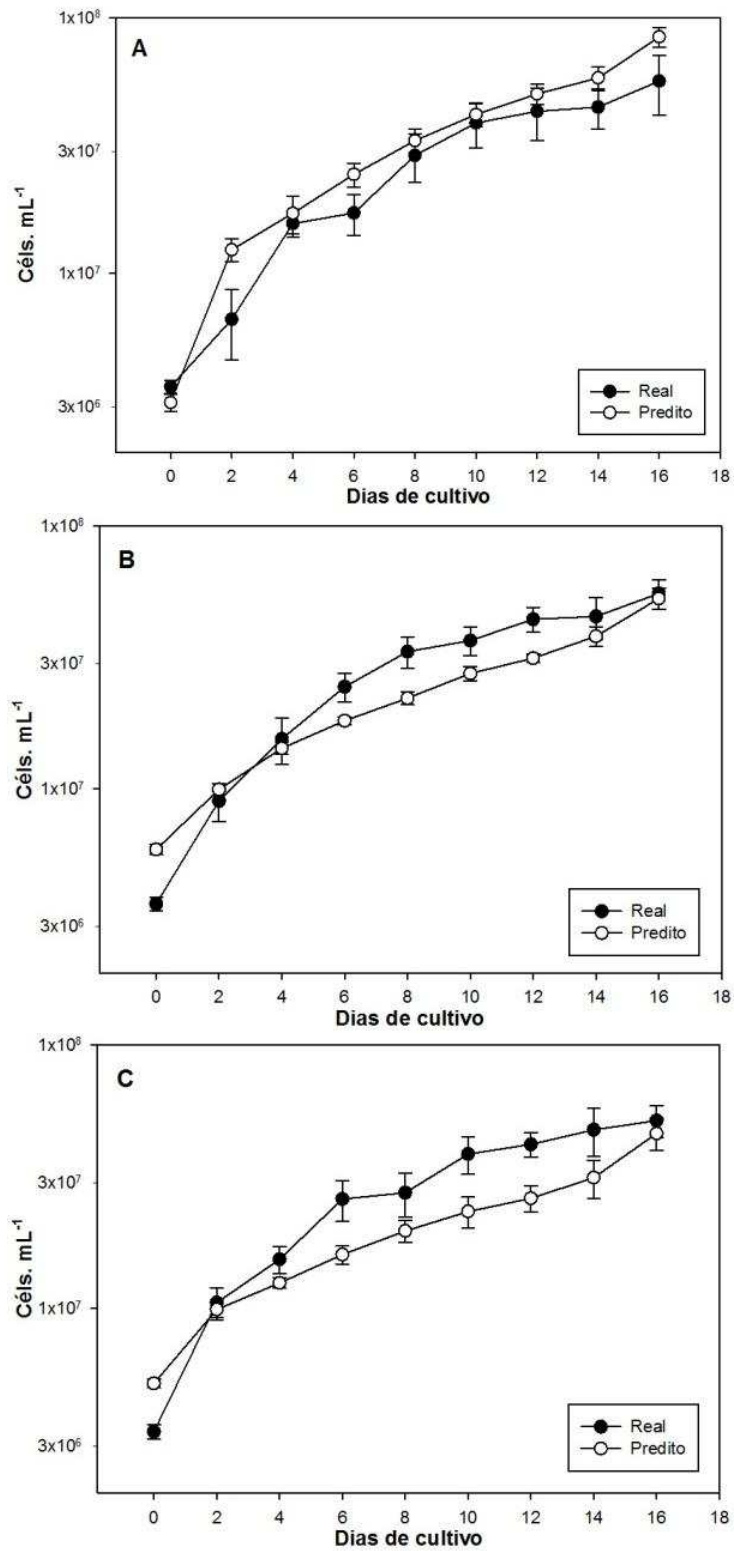 A
1x10⁸
3x10⁷
1x10⁷
3x10⁶
Céls. mL⁻¹
Real
Predito
0 2 4 6 8 10 12 14 16 18
Dias de cultivo
B
1x10⁸
3x10⁷
1x10⁷
3x10⁶
Céls. mL⁻¹
Real
Predito
0 2 4 6 8 10 12 14 16 18
Dias de cultivo
C
1x10⁸
3x10⁷
1x10⁷
3x10⁶
Céls. mL⁻¹
Real
Predito
0 2 4 6 8 10 12 14 16 18
Dias de cultivo